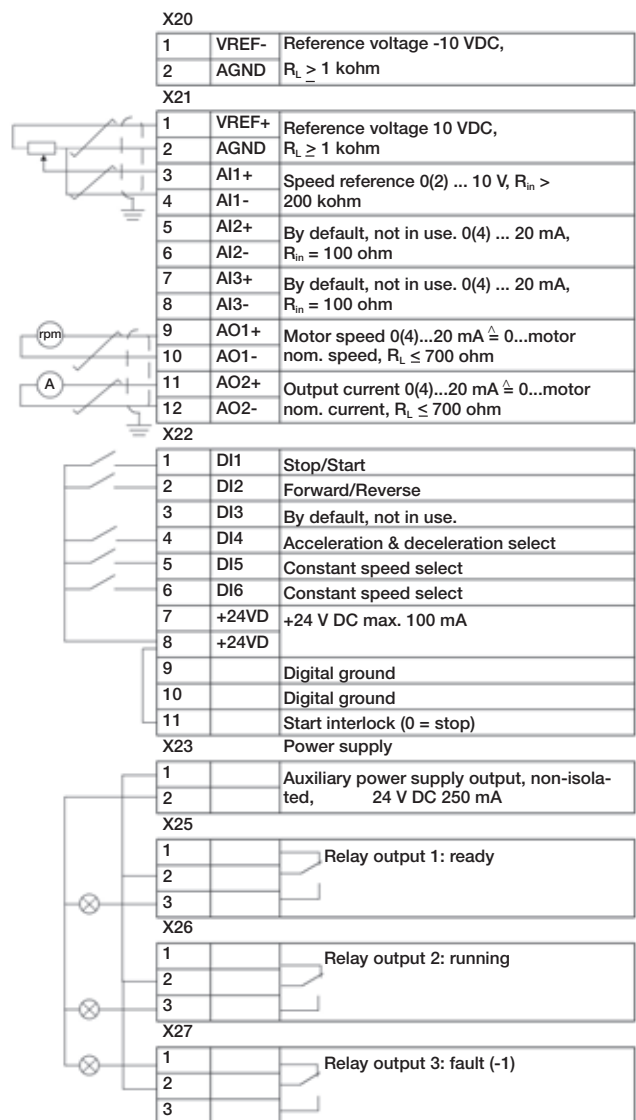 X20
1 VREF- Reference voltage -10 VDC,
2 AGND R_L ≥ 1 kohm
X21
1 VREF+ Reference voltage 10 VDC,
2 AGND R_L ≥ 1 kohm
3 AI1+ Speed reference 0(2) ... 10 V, R_in >
4 AI1- 200 kohm
5 AI2+ By default, not in use. 0(4) ... 20 mA,
6 AI2- R_in = 100 ohm
7 AI3+ By default, not in use. 0(4) ... 20 mA,
8 AI3- R_in = 100 ohm
rpm 9 AO1+ Motor speed 0(4)...20 mA ≙ 0...motor
10 AO1- nom. speed, R_L ≤ 700 ohm
A 11 AO2+ Output current 0(4)...20 mA ≙ 0...motor
12 AO2- nom. current, R_L ≤ 700 ohm
X22
1 DI1 Stop/Start
2 DI2 Forward/Reverse
3 DI3 By default, not in use.
4 DI4 Acceleration & deceleration select
5 DI5 Constant speed select
6 DI6 Constant speed select
7 +24VD +24 V DC max. 100 mA
8 +24VD
9 Digital ground
10 Digital ground
11 Start interlock (0 = stop)
X23 Power supply
1 Auxiliary power supply output, non-isola-
2 ted, 24 V DC 250 mA
X25
1 Relay output 1: ready
2
3
X26
1 Relay output 2: running
2
3
X27
1 Relay output 3: fault (-1)
2
3